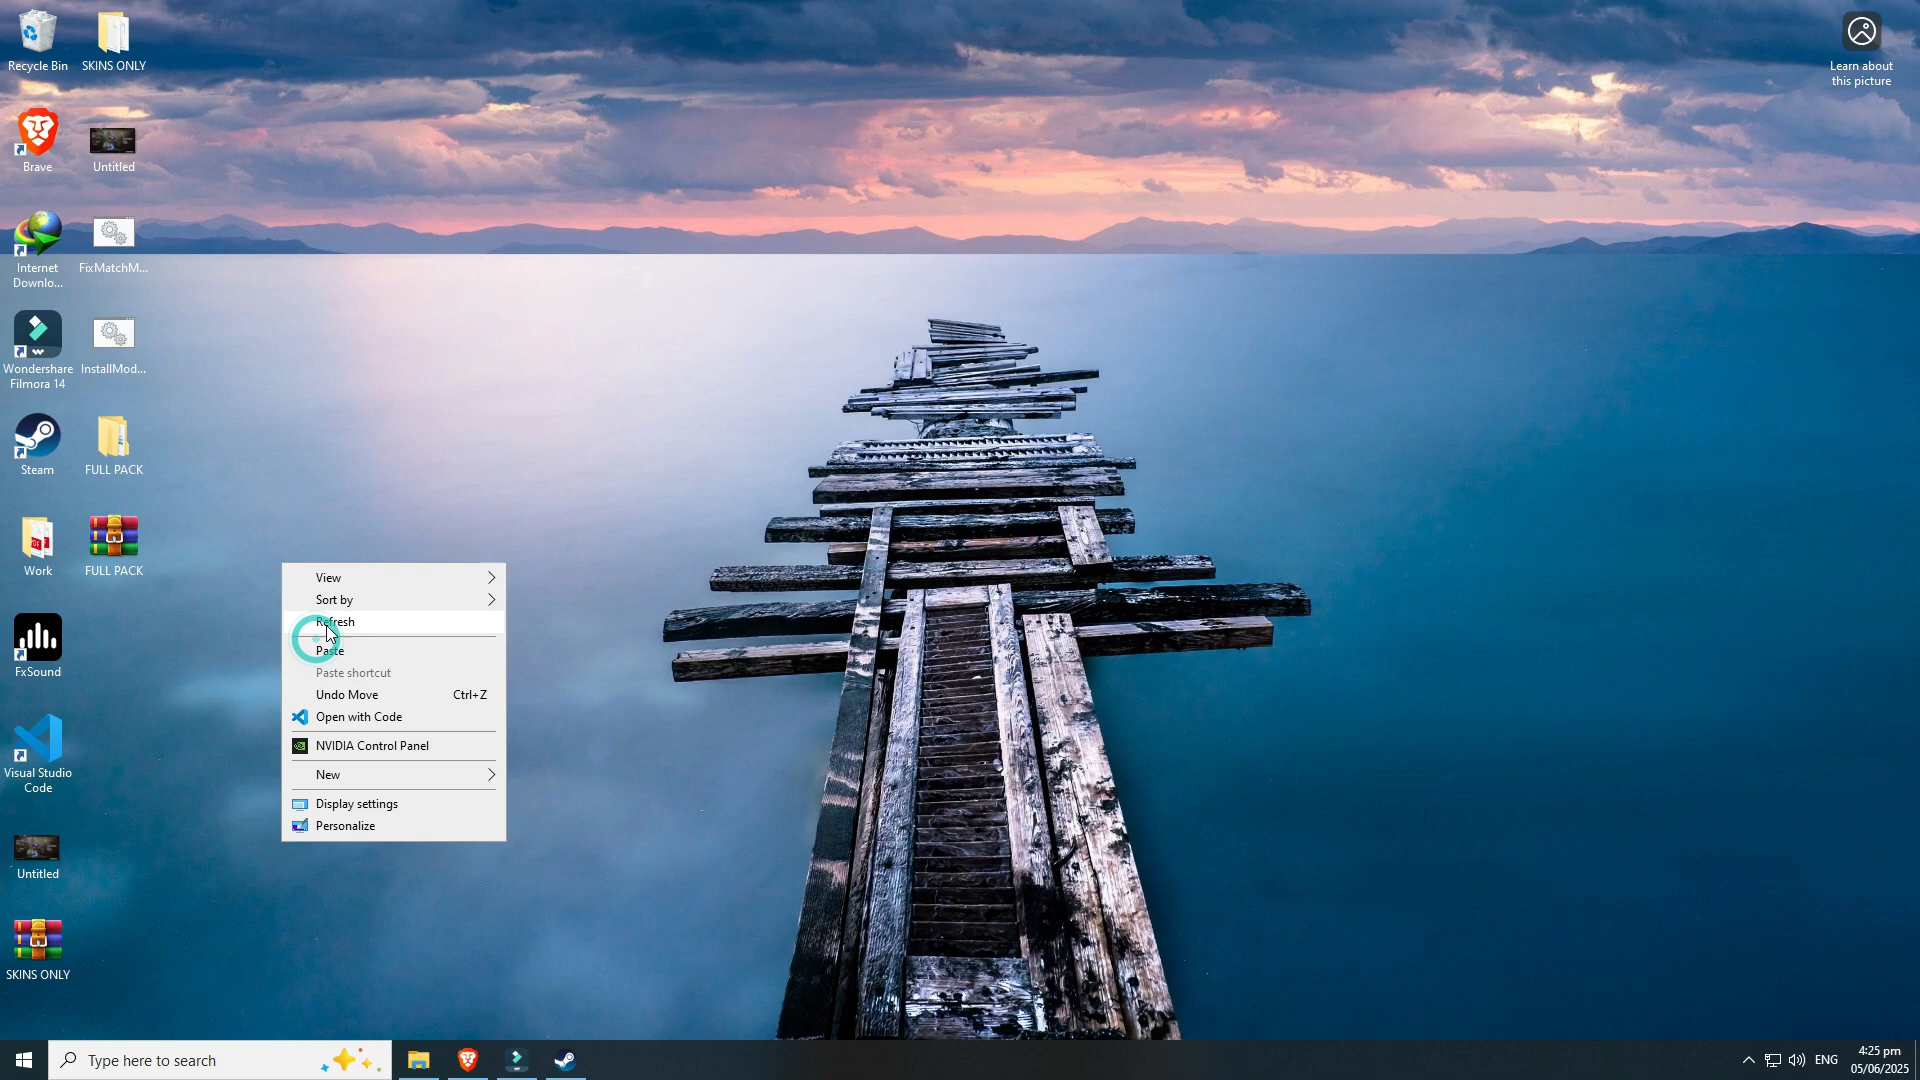 Recycle Bin
SKINS ONLY
Learn about
this picture
Brave
Untitled
Internet
Downlo...
FixMatchM...
Wondershare
Filmora 14
InstallMod...
Steam
FULL PACK
Work
FULL PACK
FxSound
Visual Studio
Code
Untitled
SKINS ONLY
View
Sort by
Refresh
Paste
Paste shortcut
Undo Move Ctrl+Z
Open with Code
NVIDIA Control Panel
New
Display settings
Personalize
Type here to search
ENG
4:25 pm
05/06/2025